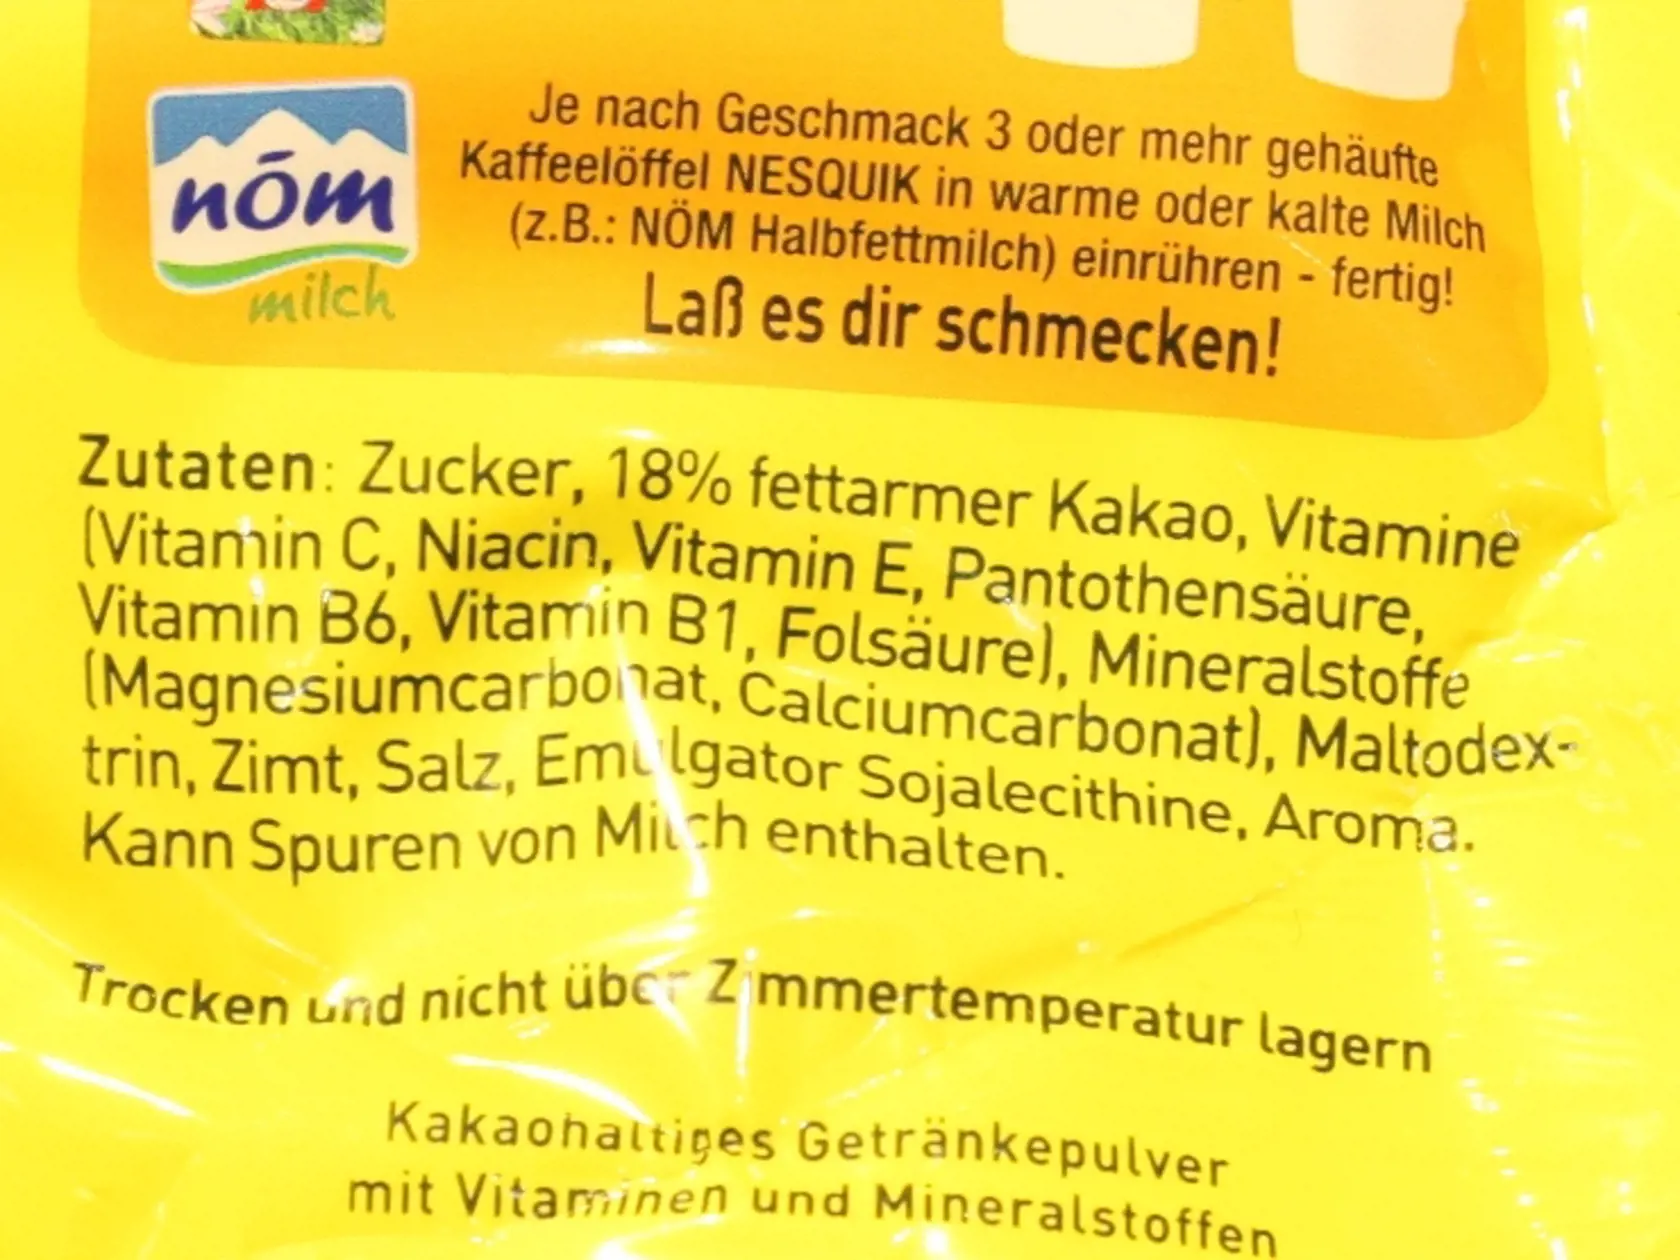 nōm
milch
Je nach Geschmack 3 oder mehr gehäufte
Kaffeelöffel NESQUIK in warme oder kalte Milch
(z.B.: NÖM Halbfettmilch) einrühren - fertig!
Laß es dir schmecken!
Zutaten: Zucker, 18% fettarmer Kakao, Vitamine
(Vitamin C, Niacin, Vitamin E, Pantothensäure,
Vitamin B6, Vitamin B1, Folsäure), Mineralstoffe
(Magnesiumcarbonat, Calciumcarbonat), Maltodex-
trin, Zimt, Salz, Emulgator Sojalecithine, Aroma.
Kann Spuren von Milch enthalten.
Trocken und nicht über Zimmertemperatur lagern
Kakaohaltiges Getränkepulver
mit Vitaminen und Mineralstoffen